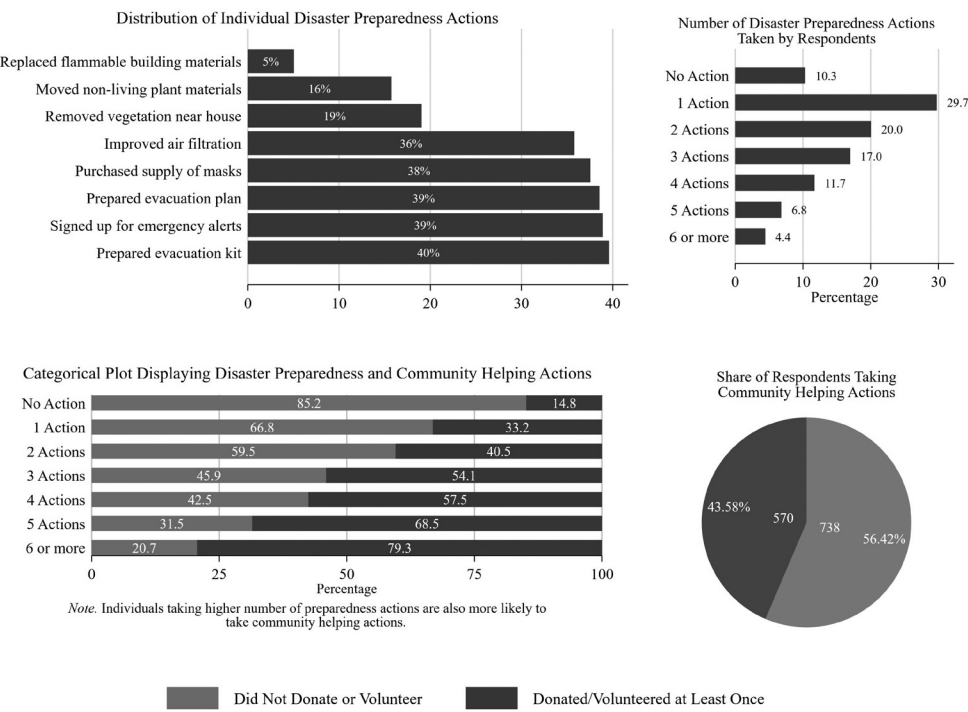 Distribution of Individual Disaster Preparedness Actions
Replaced flammable building materials 5%
Moved non-living plant materials 16%
Removed vegetation near house 19%
Improved air filtration 36%
Purchased supply of masks 38%
Prepared evacuation plan 39%
Signed up for emergency alerts 39%
Prepared evacuation kit 40%
0 10 20 30 40
Number of Disaster Preparedness Actions
Taken by Respondents
No Action 10.3
1 Action 29.7
2 Actions 20.0
3 Actions 17.0
4 Actions 11.7
5 Actions 6.8
6 or more 4.4
0 10 20 30
Percentage
Categorical Plot Displaying Disaster Preparedness and Community Helping Actions
No Action 85.2 14.8
1 Action 66.8 33.2
2 Actions 59.5 40.5
3 Actions 45.9 54.1
4 Actions 42.5 57.5
5 Actions 31.5 68.5
6 or more 20.7 79.3
0 25 50 75 100
Percentage
Note. Individuals taking higher number of preparedness actions are also more likely to
take community helping actions.
Share of Respondents Taking
Community Helping Actions
43.58% 570 738 56.42%
Did Not Donate or Volunteer Donated/Volunteered at Least Once